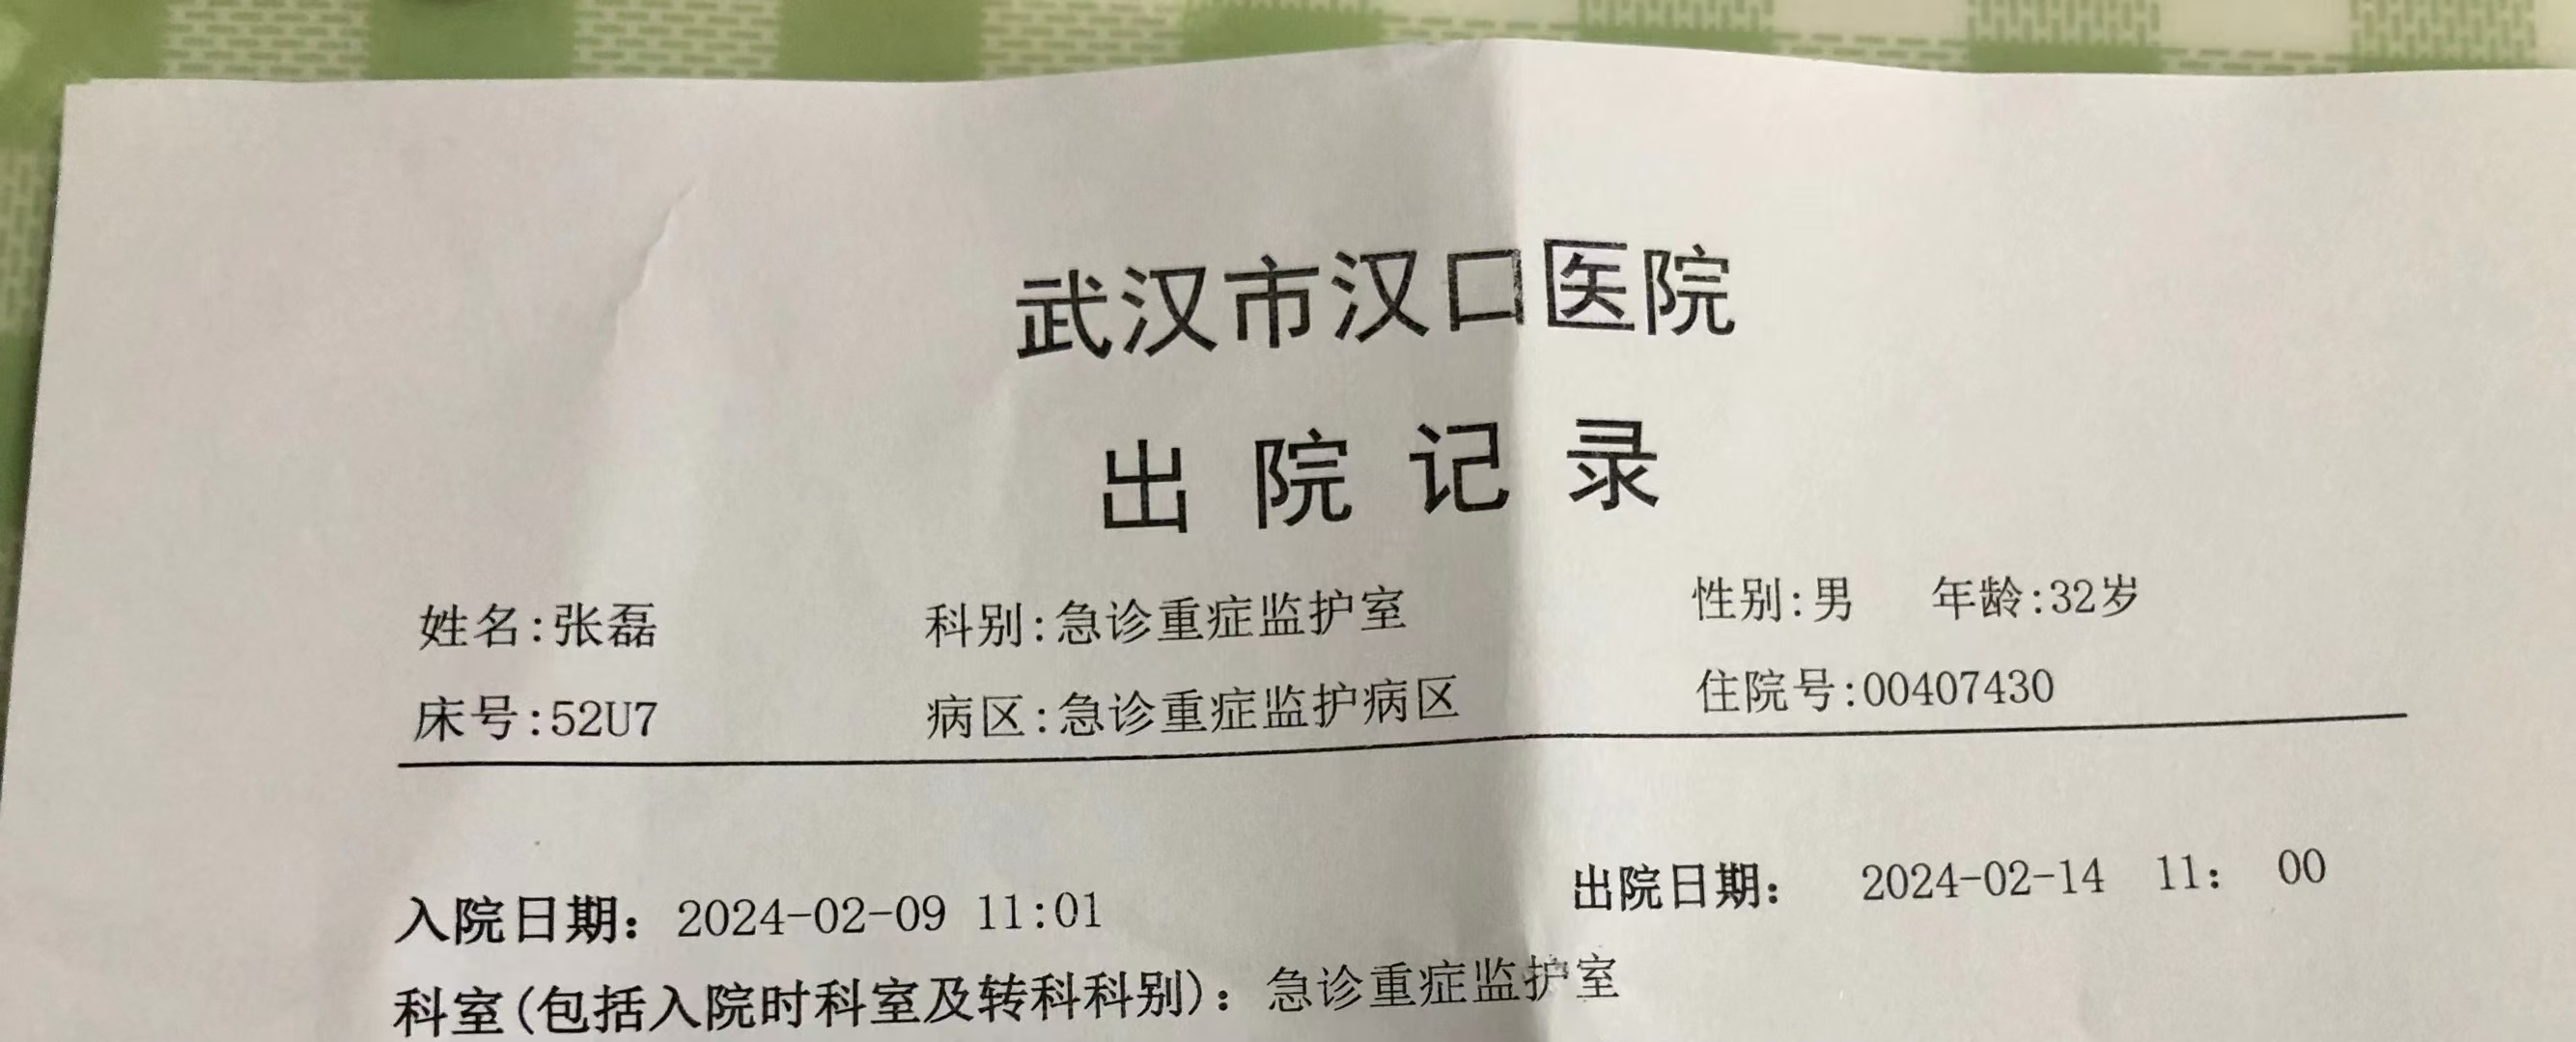 武汉市汉口医院
出院记录
姓名:张磊 科别:急诊重症监护室 性别:男 年龄:32岁
床号:52U7 病区:急诊重症监护病区 住院号:00407430
入院日期：2024-02-09 11:01 出院日期： 2024-02-14 11： 00
科室(包括入院时科室及转科科别)：急诊重症监护室